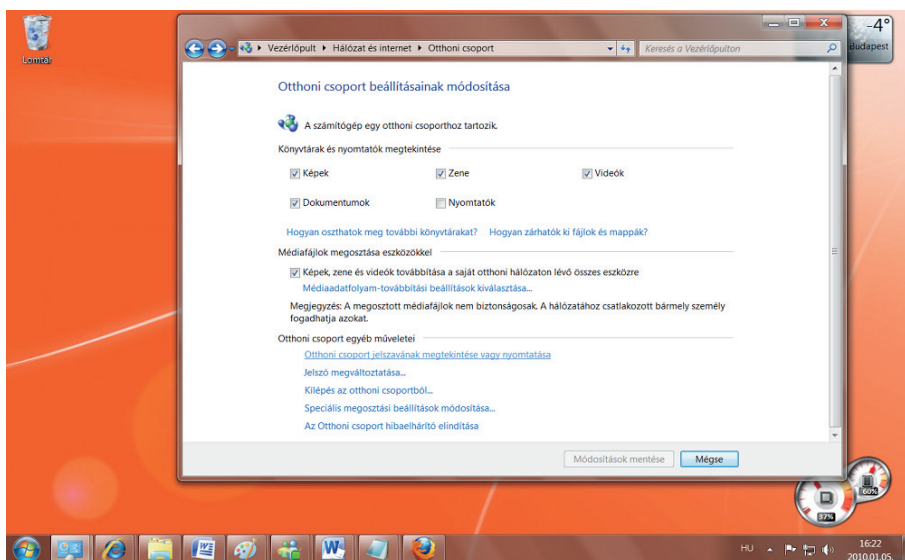 Lomtár
-4°
Budapest
Vezérlőpult ▸ Hálózat és internet ▸ Otthoni csoport
Keresés a Vezérlőpulton
Otthoni csoport beállításainak módosítása
A számítógép egy otthoni csoporthoz tartozik.
Könyvtárak és nyomtatók megtekintése
Képek Zene Videók
Dokumentumok Nyomtatók
Hogyan oszthatok meg további könyvtárakat? Hogyan zárhatók ki fájlok és mappák?
Médiafájlok megosztása eszközökkel
Képek, zene és videók továbbítása a saját otthoni hálózaton lévő összes eszközre
Médiaadatfolyam-továbbítási beállítások kiválasztása...
Megjegyzés: A megosztott médiafájlok nem biztonságosak. A hálózatához csatlakozott bármely személy
fogadhatja azokat.
Otthoni csoport egyéb műveletei
Otthoni csoport jelszavának megtekintése vagy nyomtatása
Jelszó megváltoztatása...
Kilépés az otthoni csoportból...
Speciális megosztási beállítások módosítása...
Az Otthoni csoport hibaelhárító elindítása
Módosítások mentése Mégse
60%
37%
HU
16:22
2010.01.05.